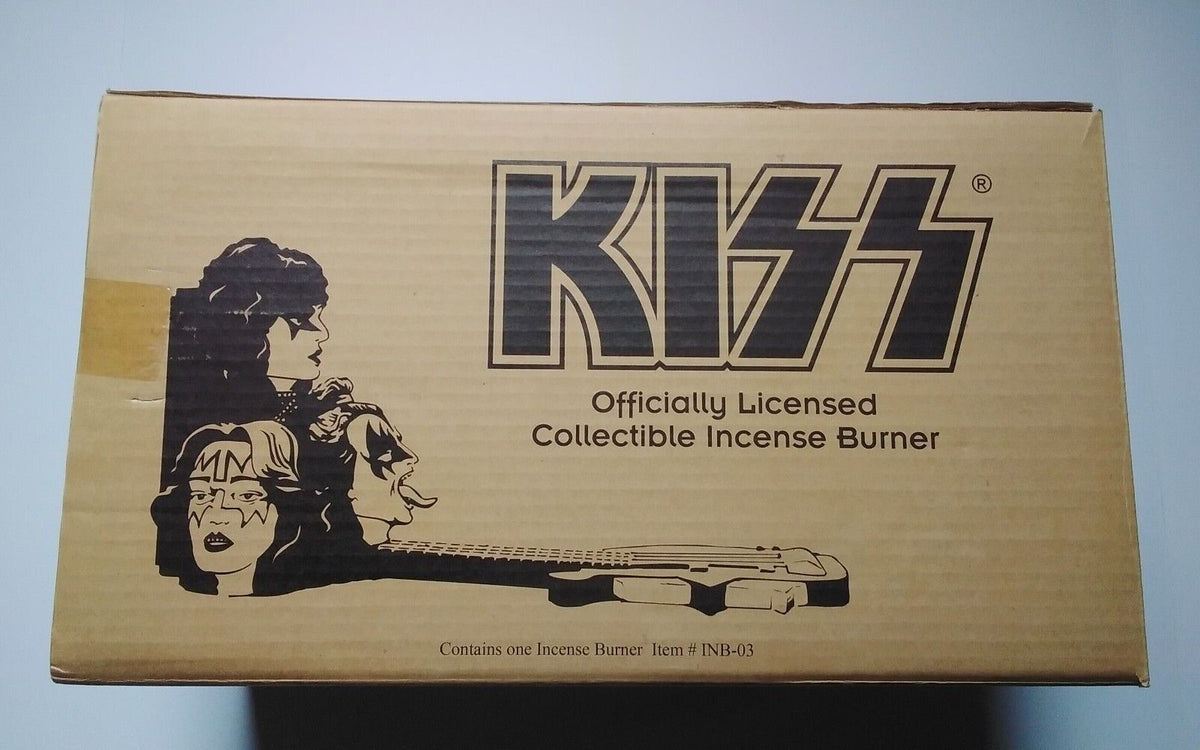 KISS®
Officially Licensed
Collectible Incense Burner
Contains one Incense Burner Item # INB-03